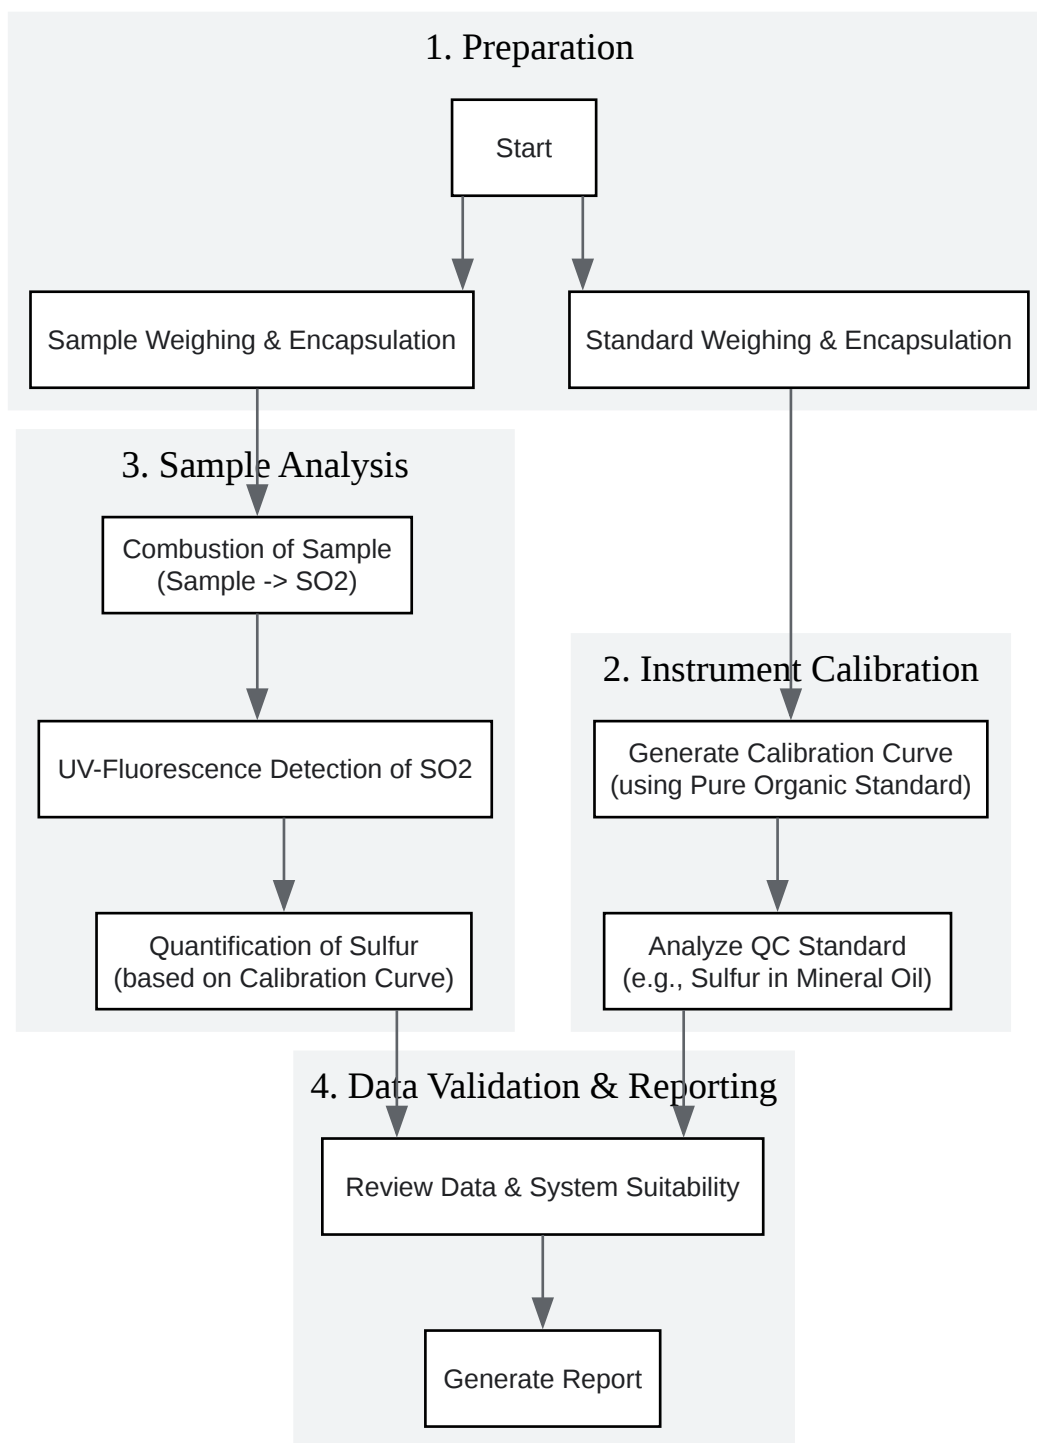 1. Preparation
Start
Sample Weighing & Encapsulation
Standard Weighing & Encapsulation
3. Sample Analysis
Combustion of Sample
(Sample -> SO2)
UV-Fluorescence Detection of SO2
Quantification of Sulfur
(based on Calibration Curve)
2. Instrument Calibration
Generate Calibration Curve
(using Pure Organic Standard)
Analyze QC Standard
(e.g., Sulfur in Mineral Oil)
4. Data Validation & Reporting
Review Data & System Suitability
Generate Report